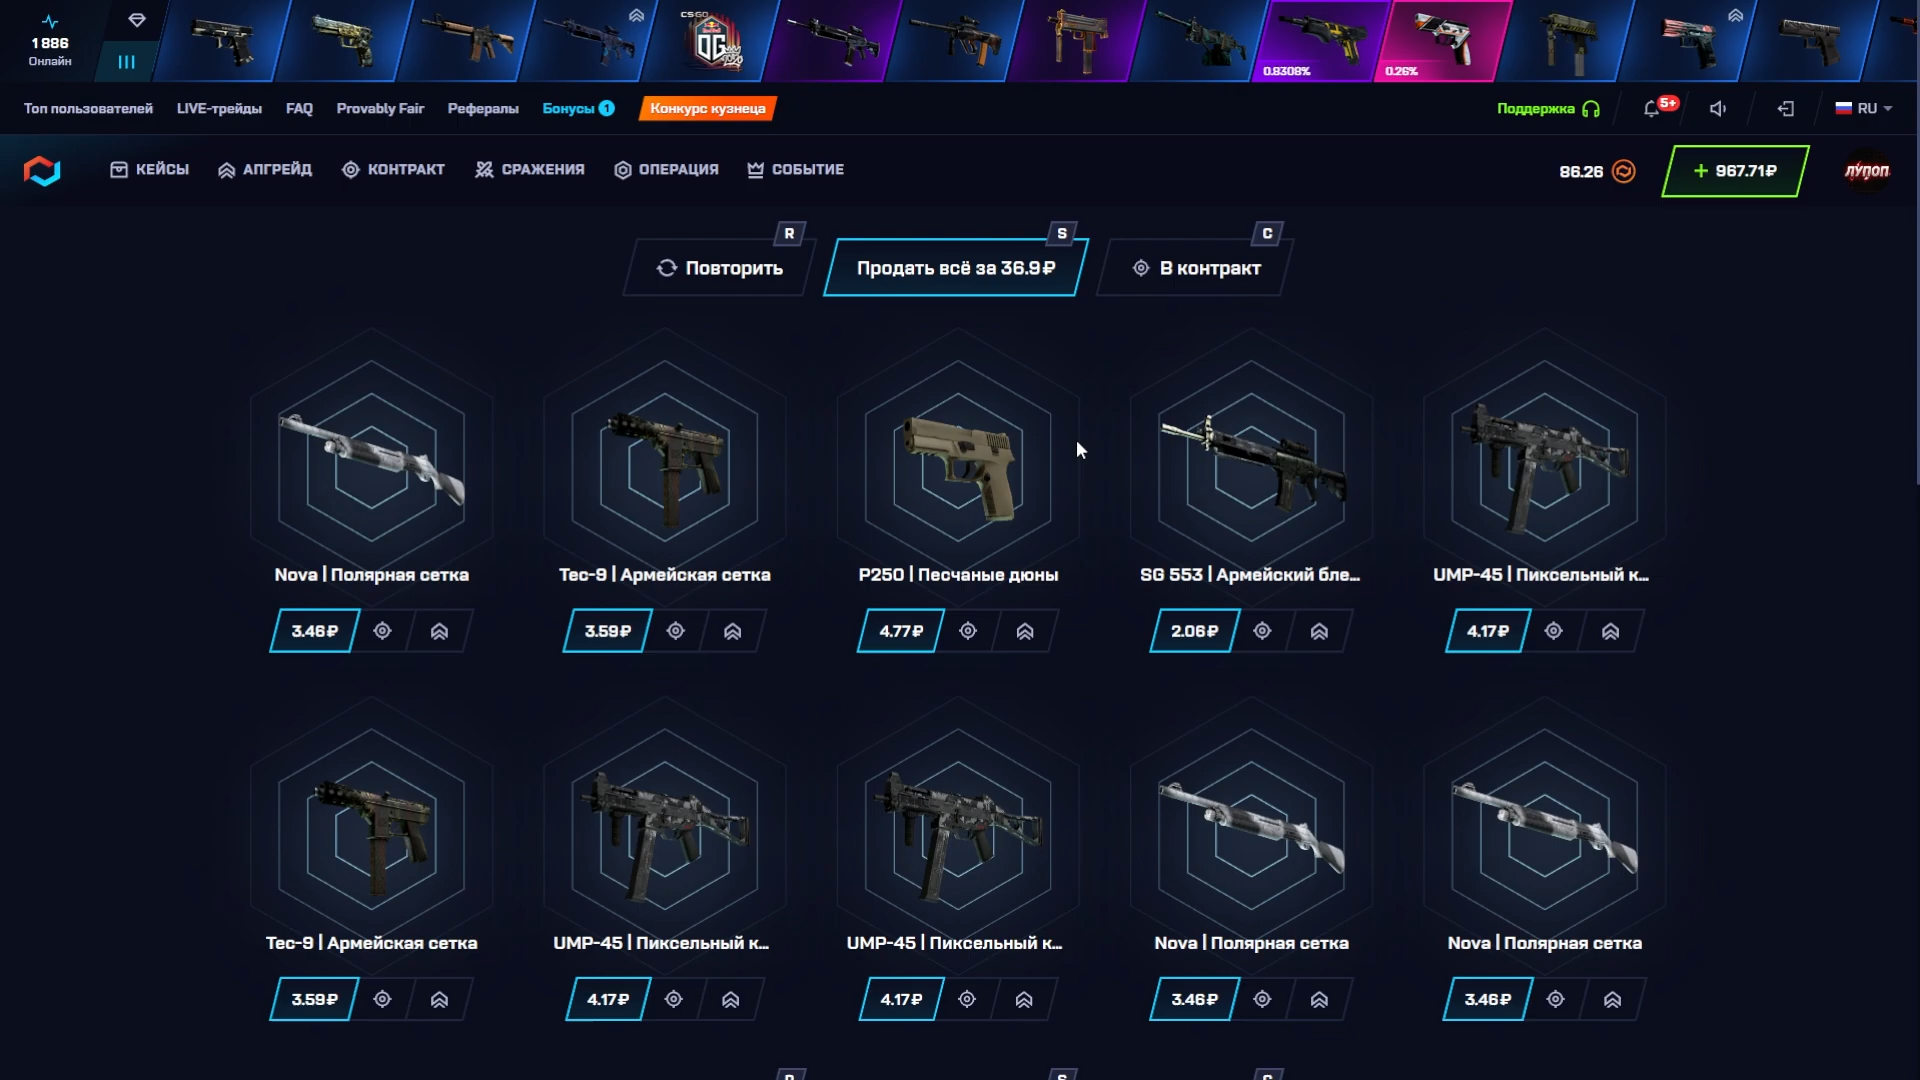 1 886
Онлайн
CS:GO
OG
0.8308%
0.26%
Топ пользователей
LIVE-трейды
FAQ
Provably Fair
Рефералы
Бонусы 1
Конкурс кузнеца
Поддержка
5+
RU
КЕЙСЫ
АПГРЕЙД
КОНТРАКТ
СРАЖЕНИЯ
ОПЕРАЦИЯ
СОБЫТИЕ
86.26
+ 967.71₽
ЛУПОП
R
S
C
Повторить
Продать всё за 36.9₽
В контракт
Nova | Полярная сетка
Tec-9 | Армейская сетка
P250 | Песчаные дюны
SG 553 | Армейский бле...
UMP-45 | Пиксельный к...
3.46₽
3.59₽
4.77₽
2.06₽
4.17₽
Tec-9 | Армейская сетка
UMP-45 | Пиксельный к...
UMP-45 | Пиксельный к...
Nova | Полярная сетка
Nova | Полярная сетка
3.59₽
4.17₽
4.17₽
3.46₽
3.46₽